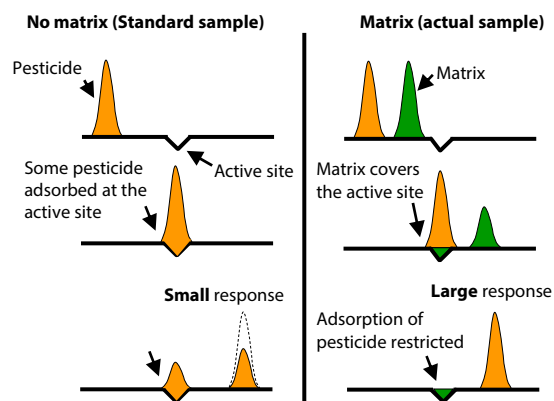 No matrix (Standard sample)
Pesticide
Active site
Some pesticide
adsorbed at the
active site
Small response
Matrix (actual sample)
Matrix
Matrix covers
the active site
Large response
Adsorption of
pesticide restricted